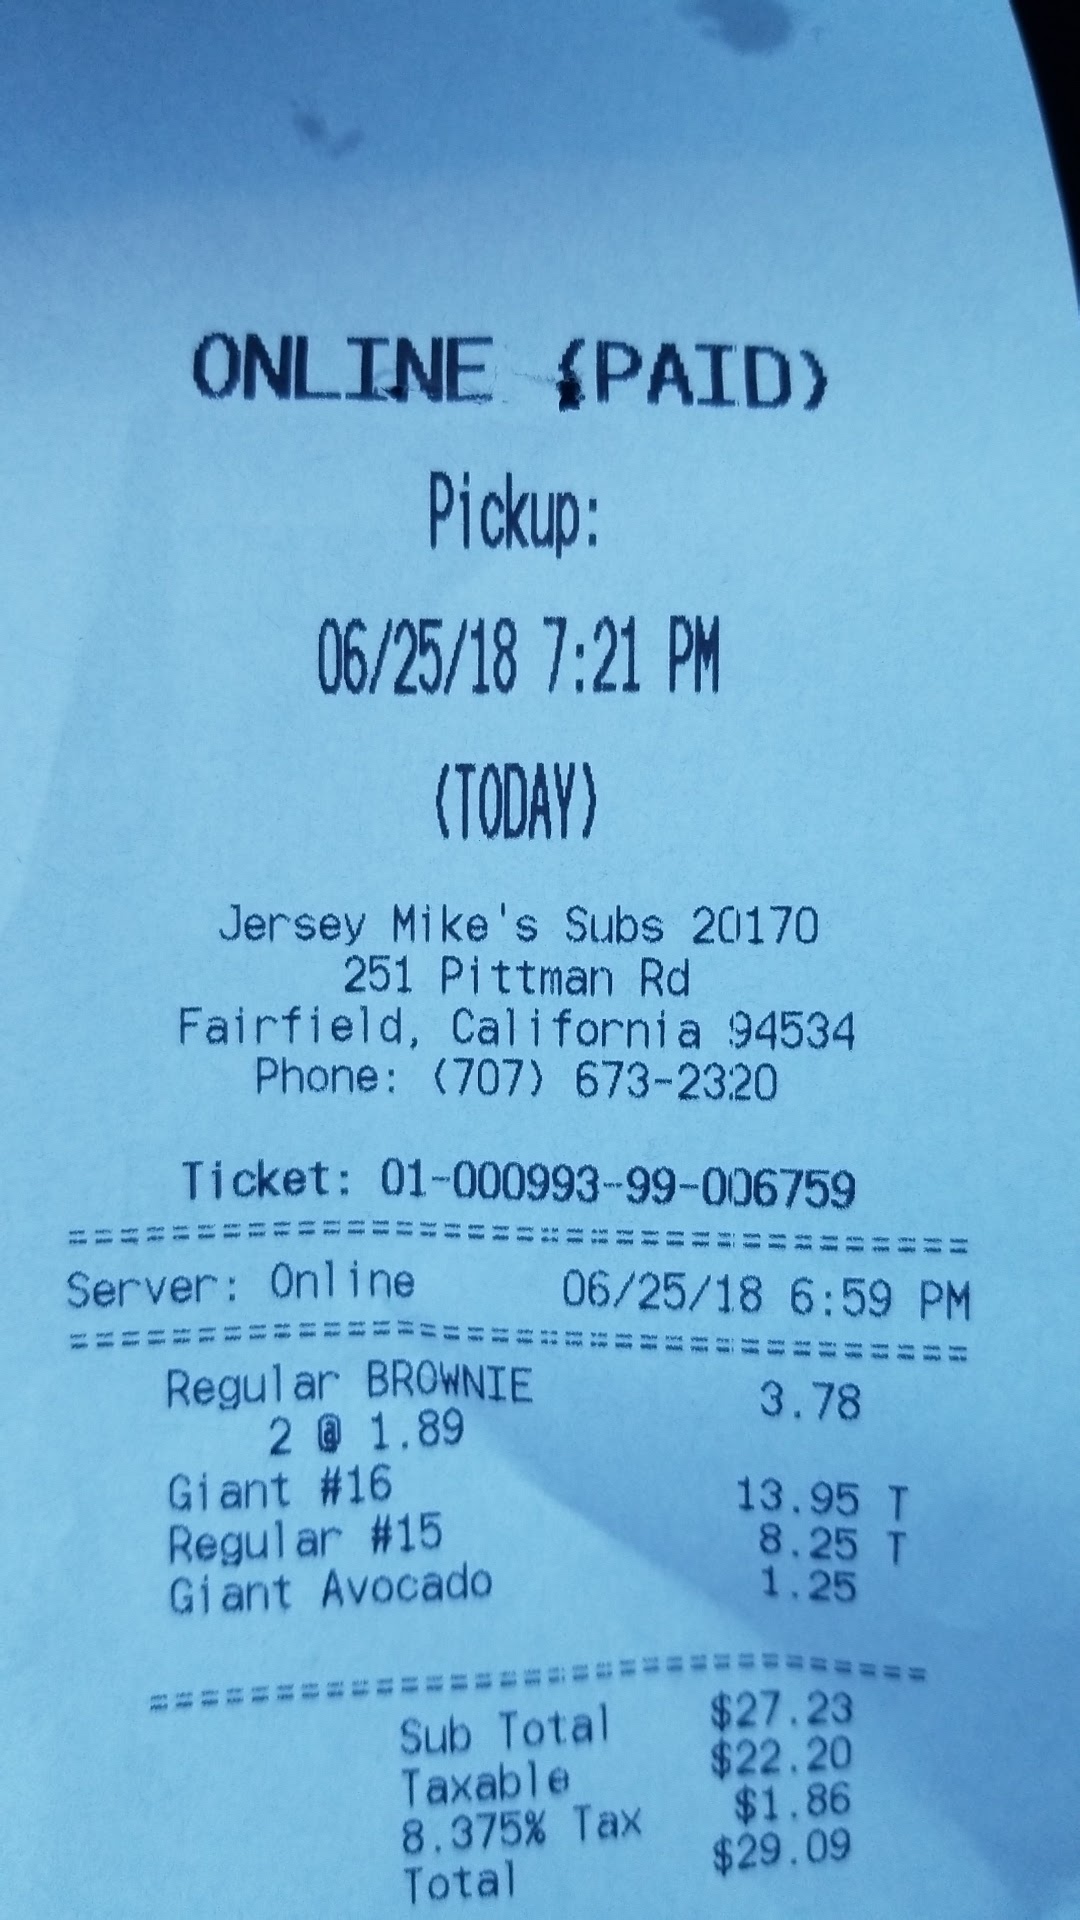 ONLINE (PAID)
Pickup:
06/25/18 7:21 PM
(TODAY)
Jersey Mike's Subs 20170
251 Pittman Rd
Fairfield, California 94534
Phone: (707) 673-2320
Ticket: 01-000993-99-006759
===================================
Server: Online 06/25/18 6:59 PM
===================================
Regular BROWNIE 3.78
2 @ 1.89
Giant #16 13.95 T
Regular #15 8.25 T
Giant Avocado 1.25
===============================
Sub Total $27.23
Taxable $22.20
8.375% Tax $1.86
Total $29.09